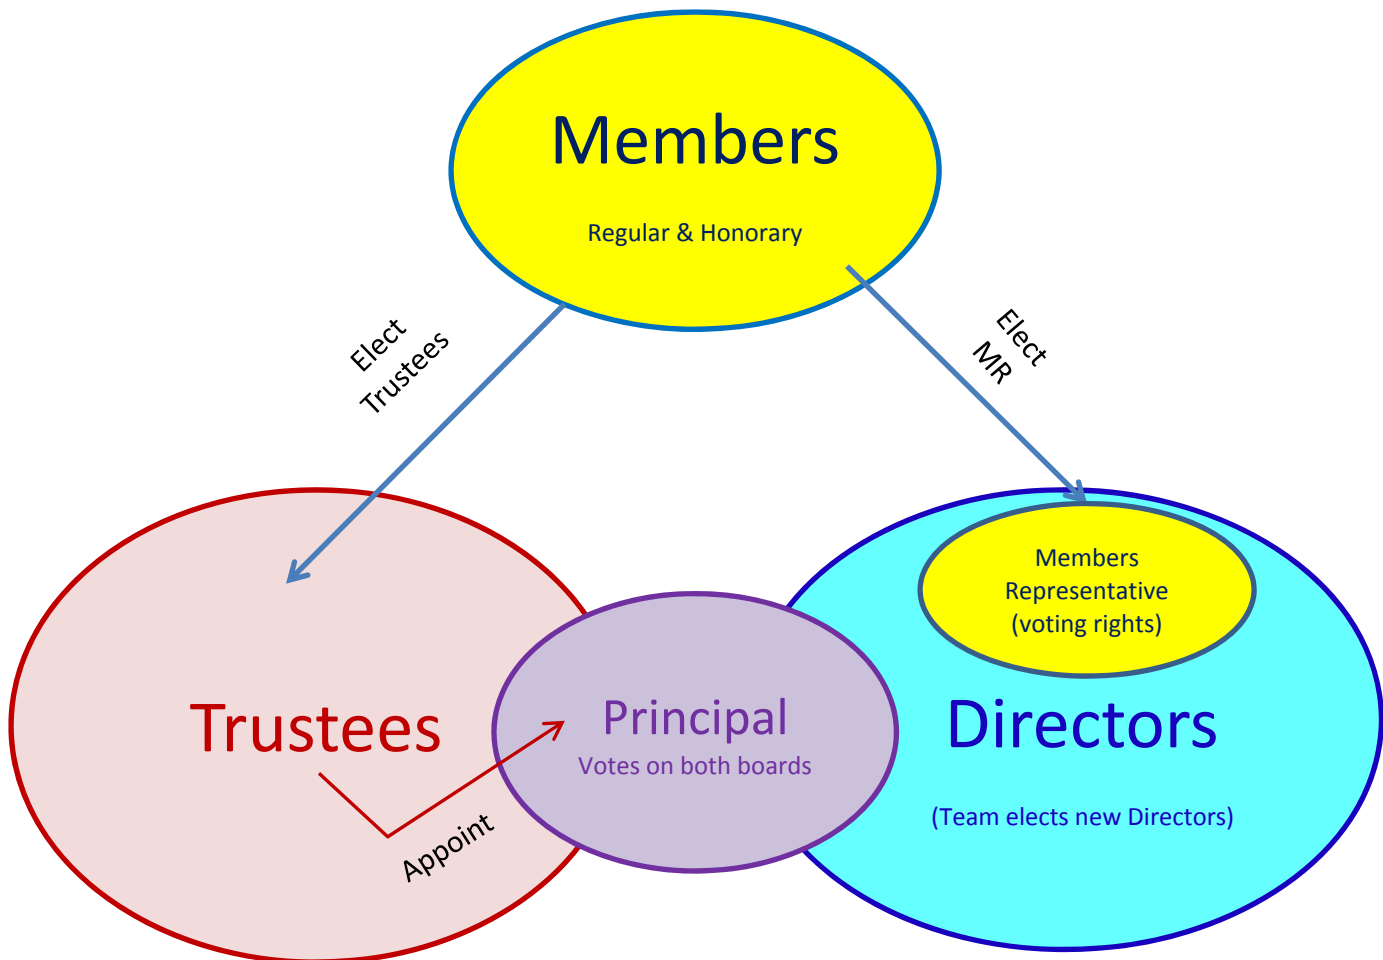 Members
Regular & Honorary
Elect
Trustees
Elect
MR
Members
Representative
(voting rights)
Trustees
Principal
Votes on both boards
Directors
(Team elects new Directors)
Appoint